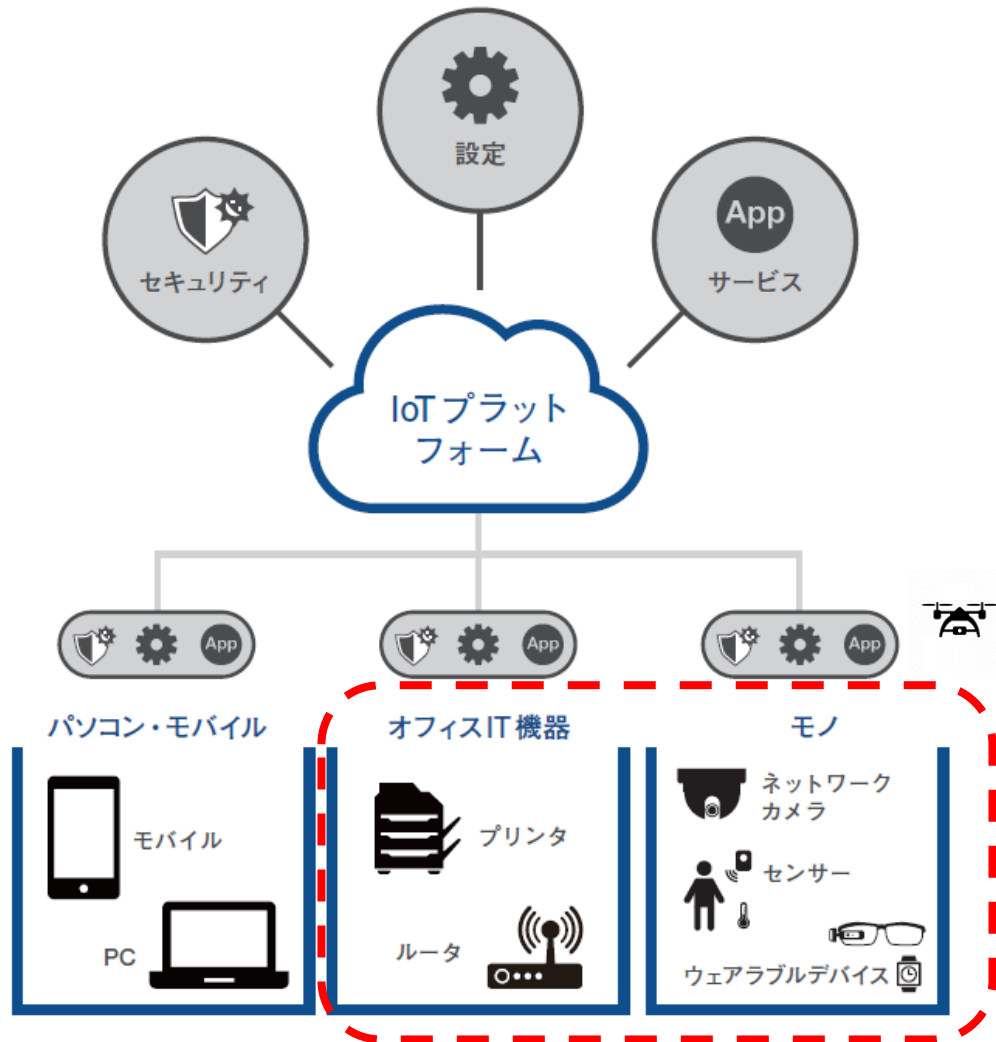 設定
セキュリティ
App
サービス
IoTプラット
フォーム
App
App
App
パソコン・モバイル
オフィスIT機器
モノ
モバイル
PC
プリンタ
ルータ
ネットワーク
カメラ
センサー
ウェアラブルデバイス